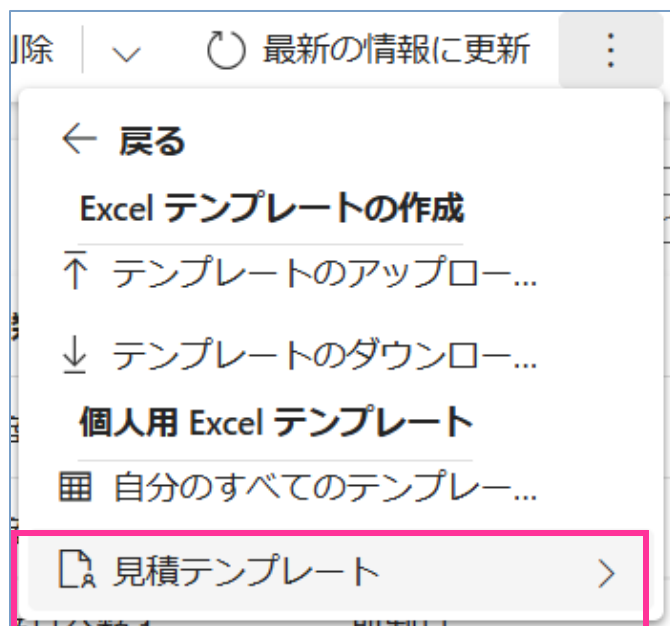 削除 最新の情報に更新
戻る
Excel テンプレートの作成
テンプレートのアップロー...
テンプレートのダウンロー...
個人用 Excel テンプレート
自分のすべてのテンプレー...
見積テンプレート